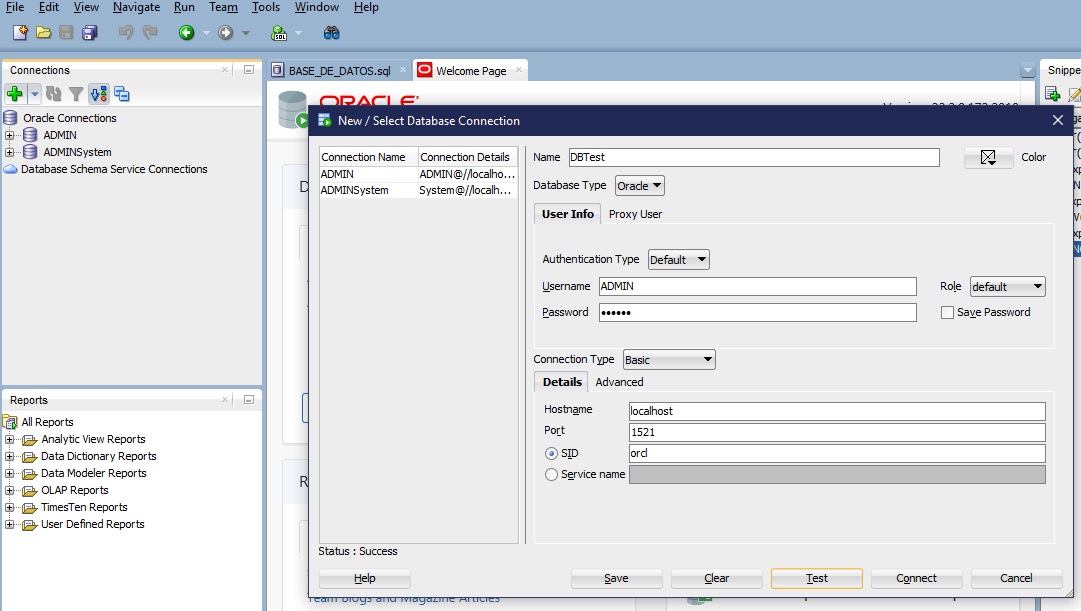 File Edit View Navigate Run Team Tools Window Help
Connections
Oracle Connections
ADMIN
ADMINSystem
Database Schema Service Connections
Reports
All Reports
Analytic View Reports
Data Dictionary Reports
Data Modeler Reports
OLAP Reports
TimesTen Reports
User Defined Reports
BASE_DE_DATOS.sql
Welcome Page
ORACLE
Snippe
New / Select Database Connection
Connection Name Connection Details
ADMIN ADMIN@//localho...
ADMINSystem System@//localh...
Name DBTest Color
Database Type Oracle
User Info Proxy User
Authentication Type Default
Username ADMIN Role default
Password •••••• Save Password
Connection Type Basic
Details Advanced
Hostname localhost
Port 1521
SID orcl
Service name
Status : Success
Help Save Clear Test Connect Cancel
Team Blogs and Magazine Articles